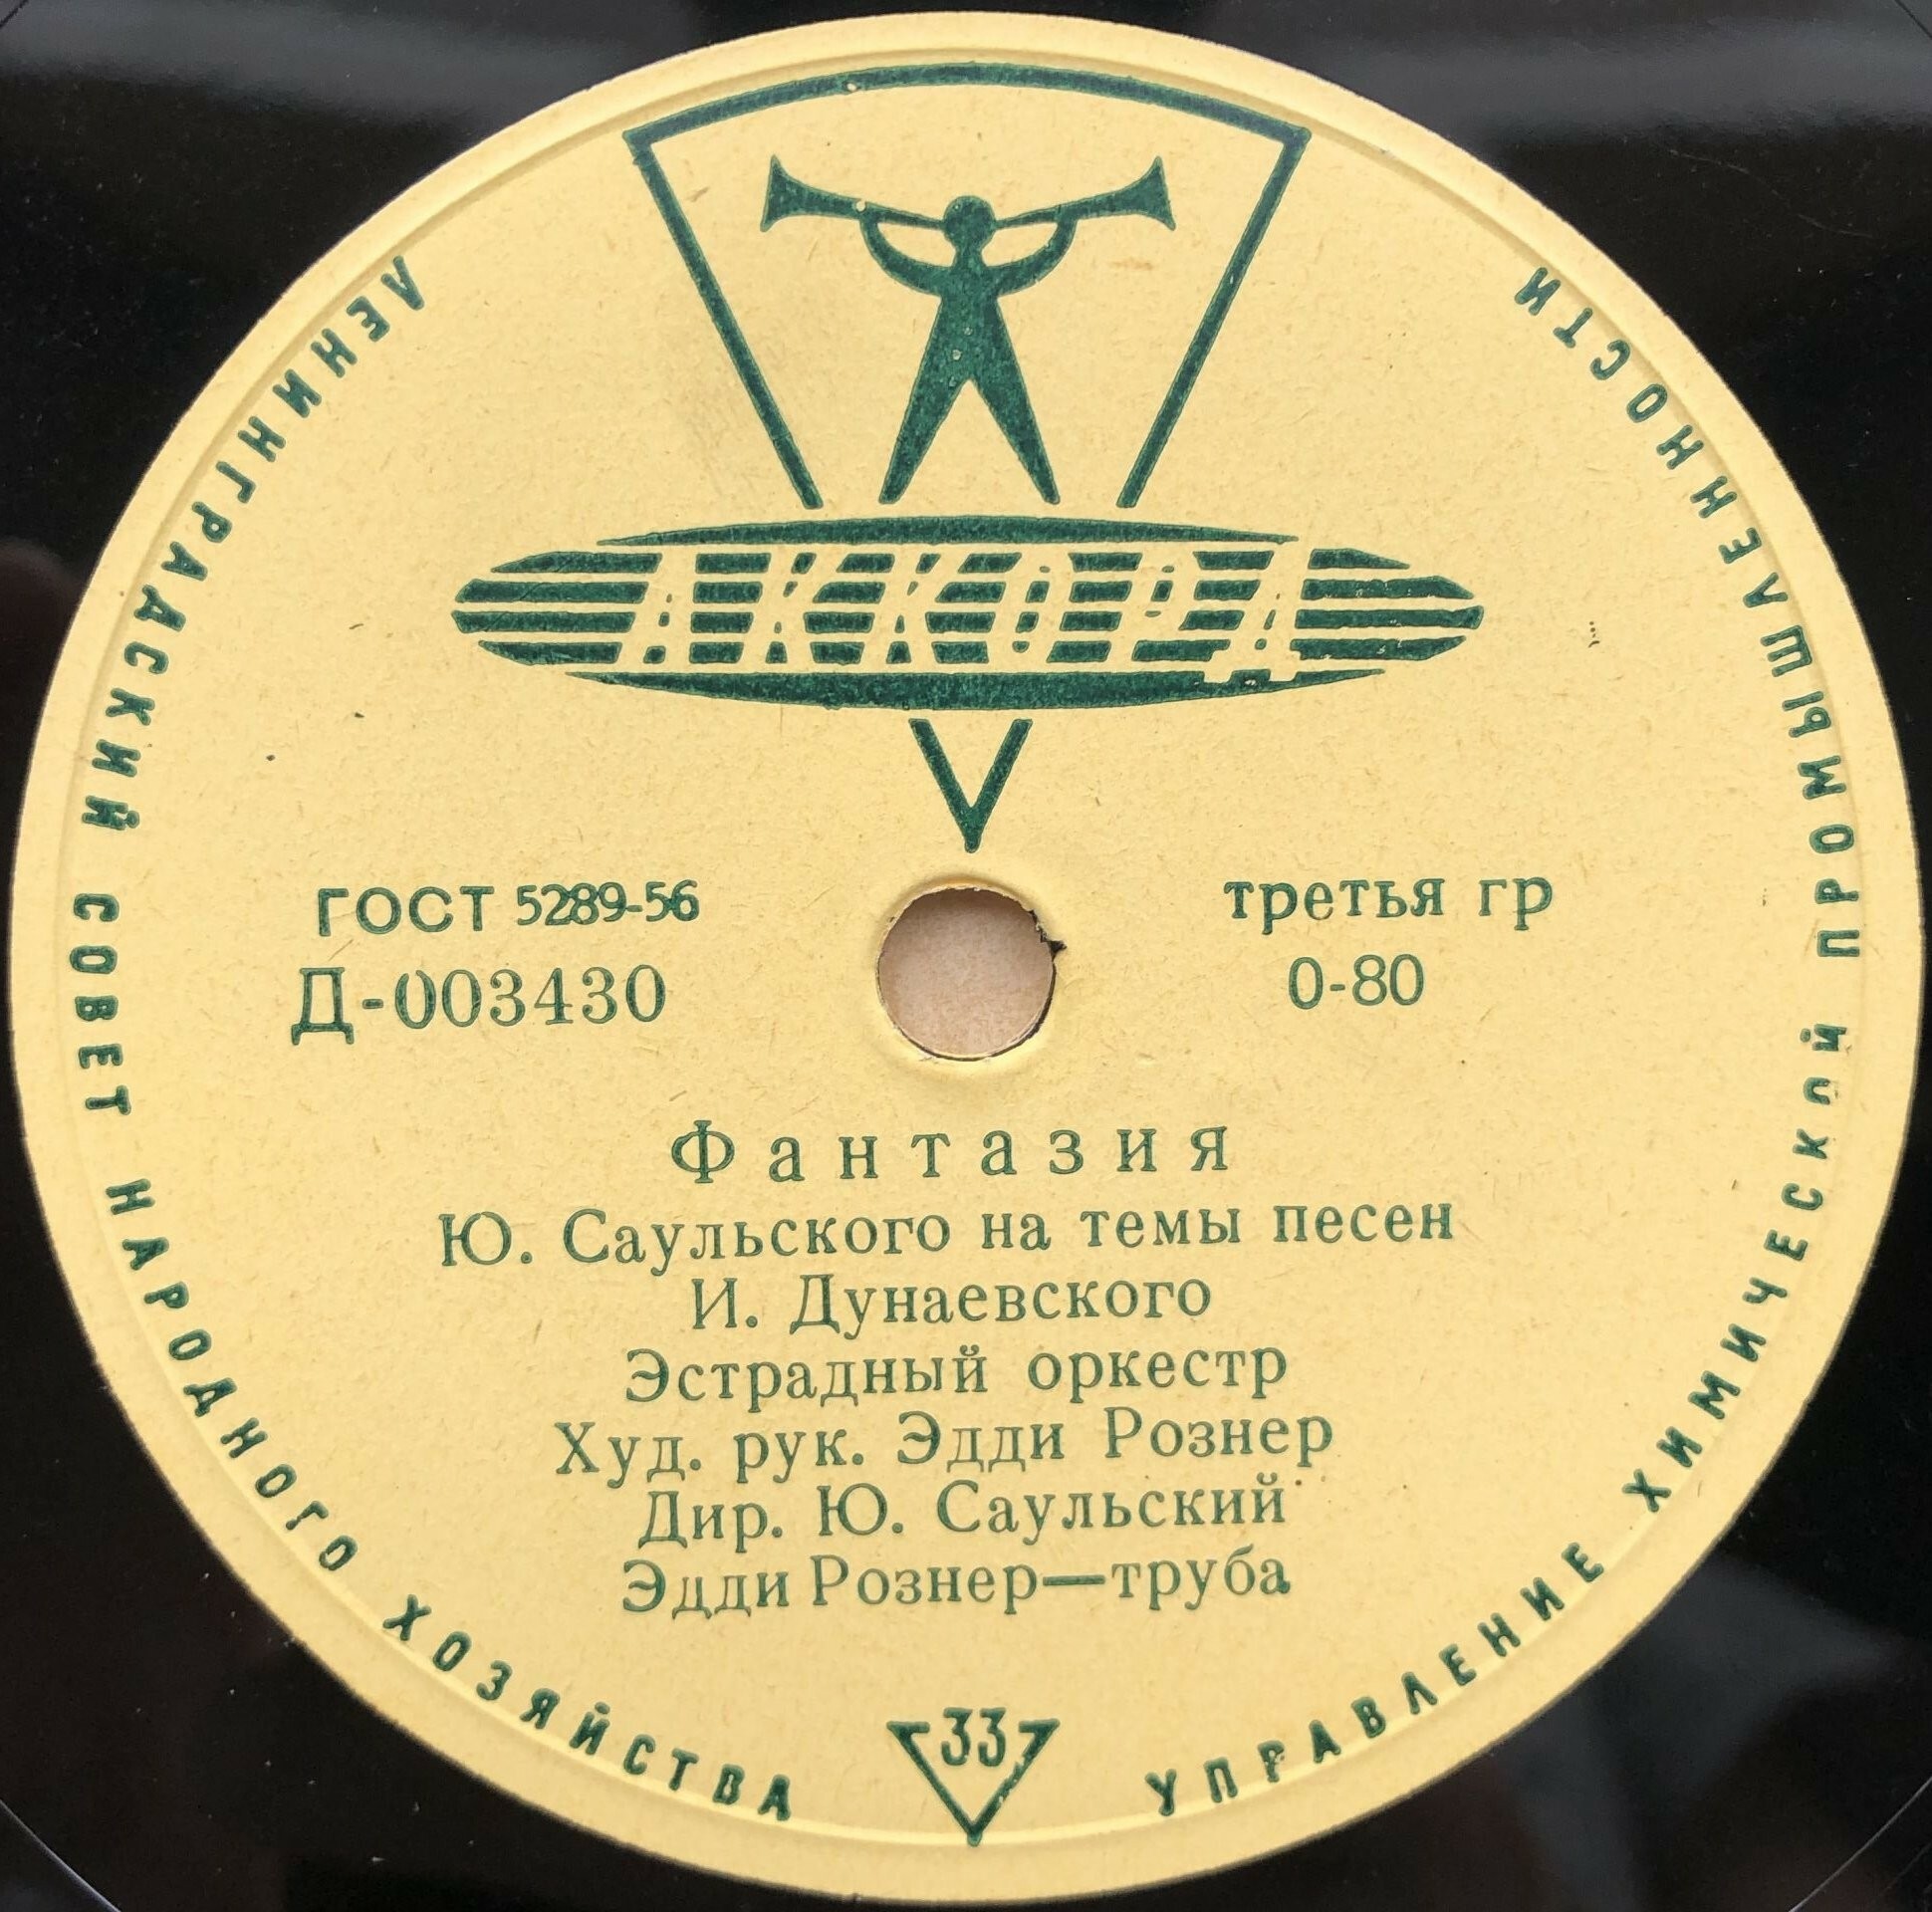 АККОРД
ГОСТ 5289-56
третья гр
Д-003430
0-80
Фантазия
Ю. Саульского на темы песен
И. Дунаевского
Эстрадный оркестр
Худ. рук. Эдди Рознер
Дир. Ю. Саульский
Эдди Рознер—труба
33
ЛЕНИНГРАДСКИЙ СОВЕТ НАРОДНОГО ХОЗЯЙСТВА
УПРАВЛЕНИЕ ХИМИЧЕСКОЙ ПРОМЫШЛЕННОСТИ